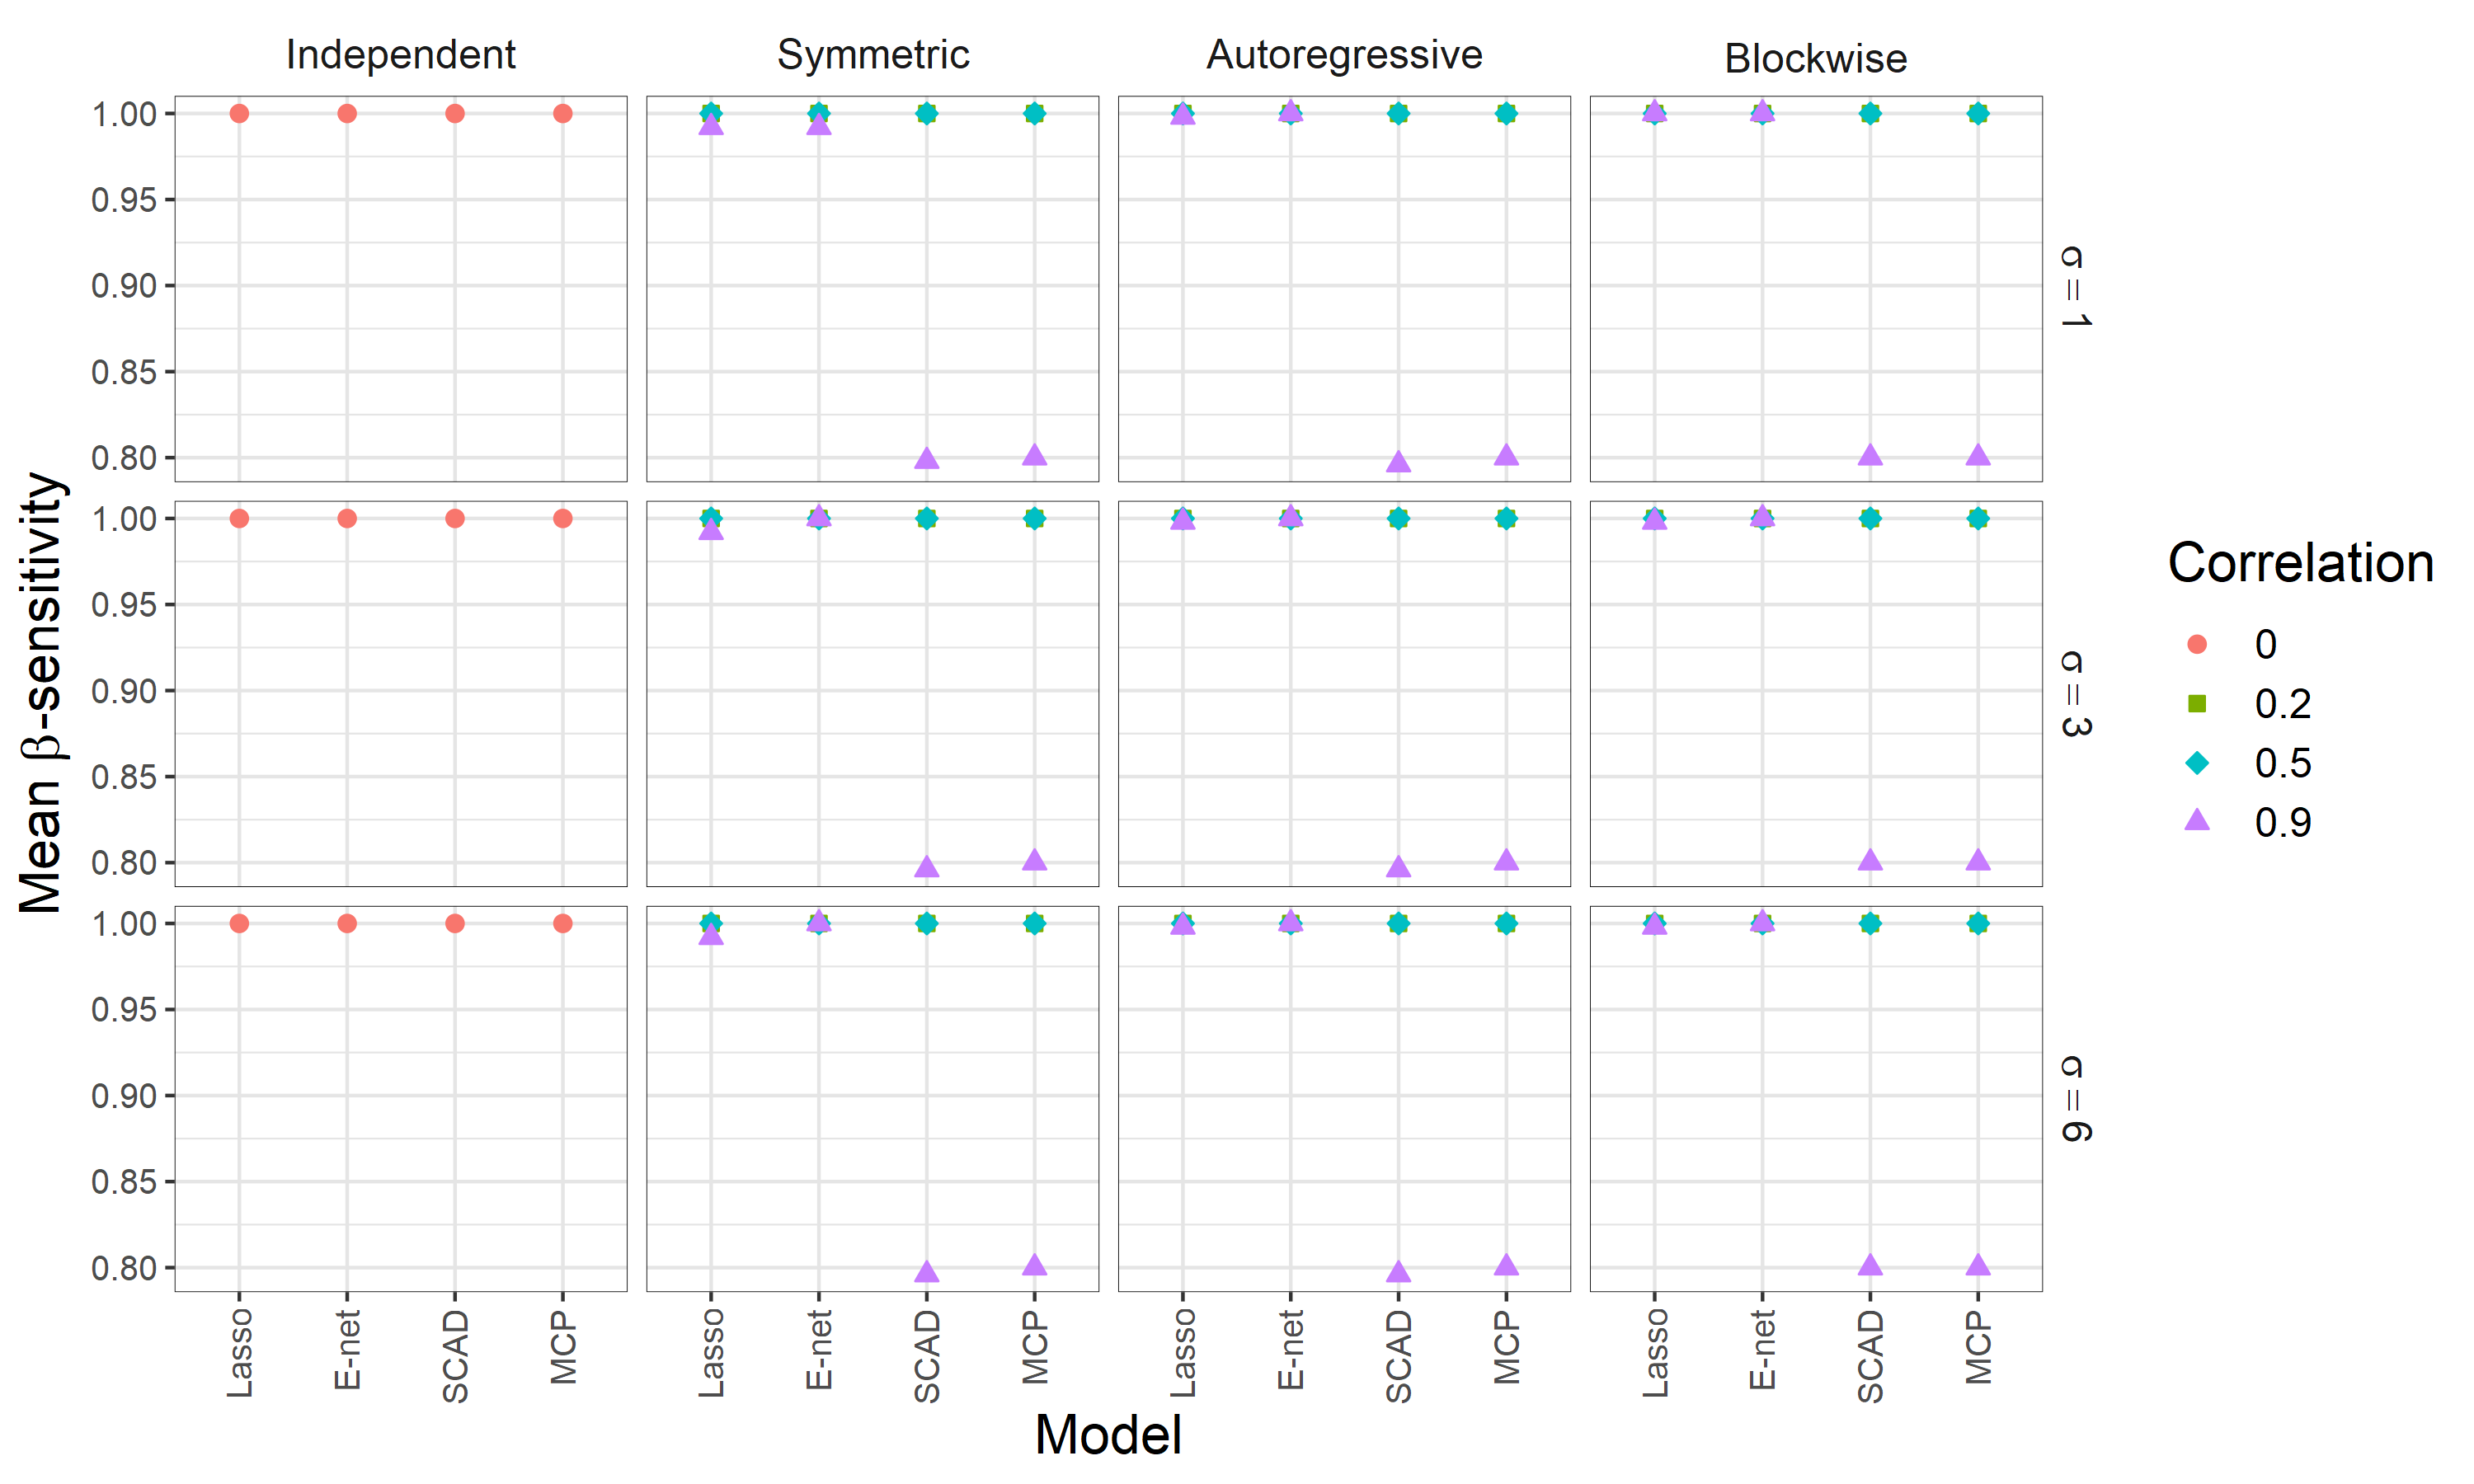 Independent
Symmetric
Autoregressive
Blockwise
Mean β-sensitivity
1.00
0.95
0.90
0.85
0.80
σ = 1
1.00
0.95
0.90
0.85
0.80
σ = 3
1.00
0.95
0.90
0.85
0.80
σ = 6
Lasso
E-net
SCAD
MCP
Lasso
E-net
SCAD
MCP
Lasso
E-net
SCAD
MCP
Lasso
E-net
SCAD
MCP
Model
Correlation
0
0.2
0.5
0.9